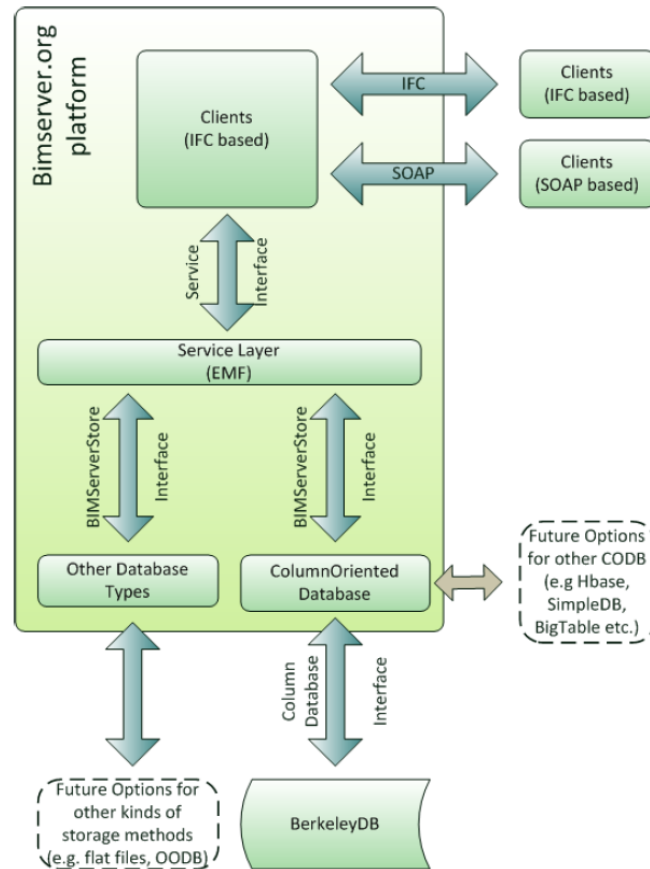 Bimserver.org
platform
Clients
(IFC based)
IFC
SOAP
Clients
(IFC based)
Clients
(SOAP based)
Service
Interface
Service Layer
(EMF)
BIMServerStore
Interface
BIMServerStore
Interface
Other Database
Types
ColumnOriented
Database
Future Options
for other CODB
(e.g Hbase,
SimpleDB,
BigTable etc.)
Column
Database
Interface
Future Options for
other kinds of
storage methods
(e.g. flat files, OODB)
BerkeleyDB